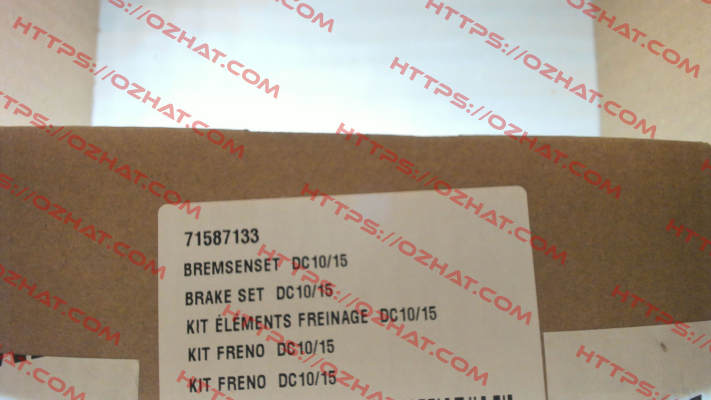 71587133
BREMSENSET DC10/15
BRAKE SET DC10/15
KIT ÉLÉMENTS FREINAGE DC10/15
KIT FRENO DC10/15
KIT FRENO DC10/15
HTTPS://OZHAT.COM